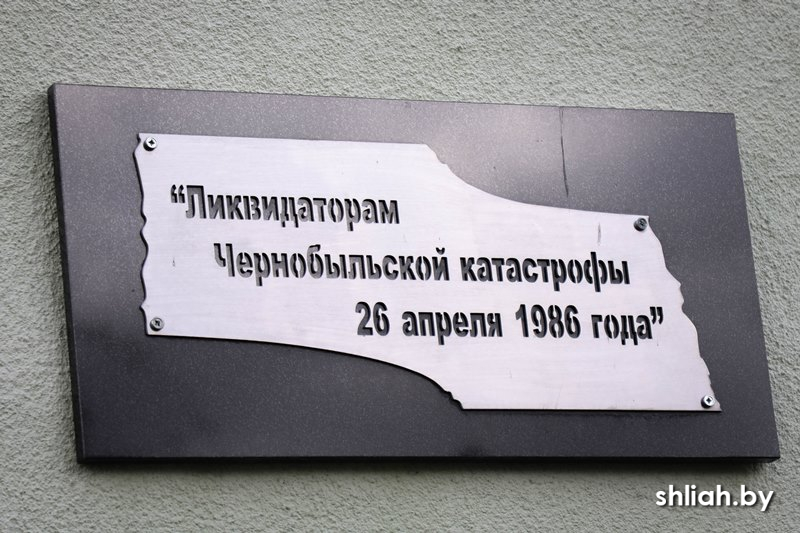 “Ликвидаторам
Чернобыльской катастрофы
26 апреля 1986 года”
shliah.by